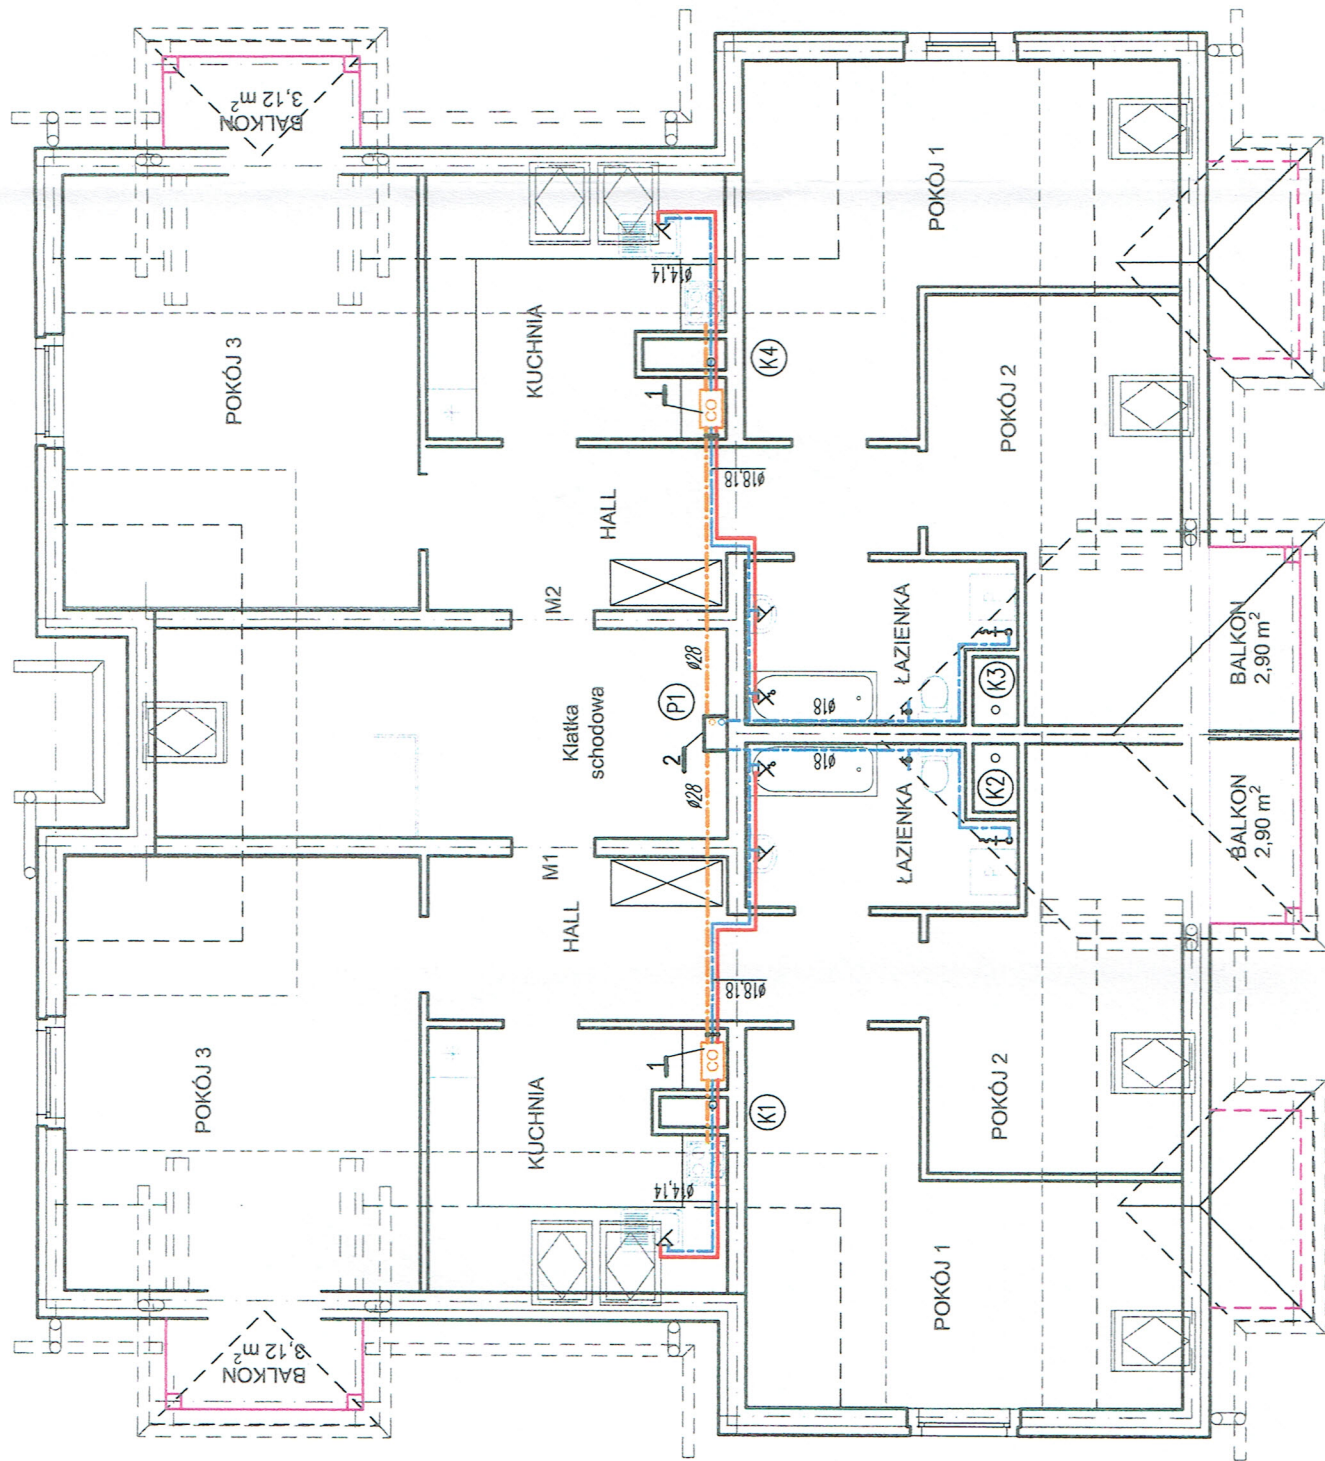 POKÓJ 3
POKÓJ 3
BALKON
3,12 m²
BALKON
3,12 m²
KUCHNIA
HALL
M1
Klatka
schodowa
M2
HALL
KUCHNIA
ø14,14
1
CO
ø18,18
ø28
2
P1
ø28
ø18,18
1
CO
ø14,14
K1
K4
ø18
ø18
ŁAZIENKA
ŁAZIENKA
P
P
POKÓJ 1
POKÓJ 2
K2
K3
POKÓJ 2
POKÓJ 1
BALKON
2,90 m²
BALKON
2,90 m²